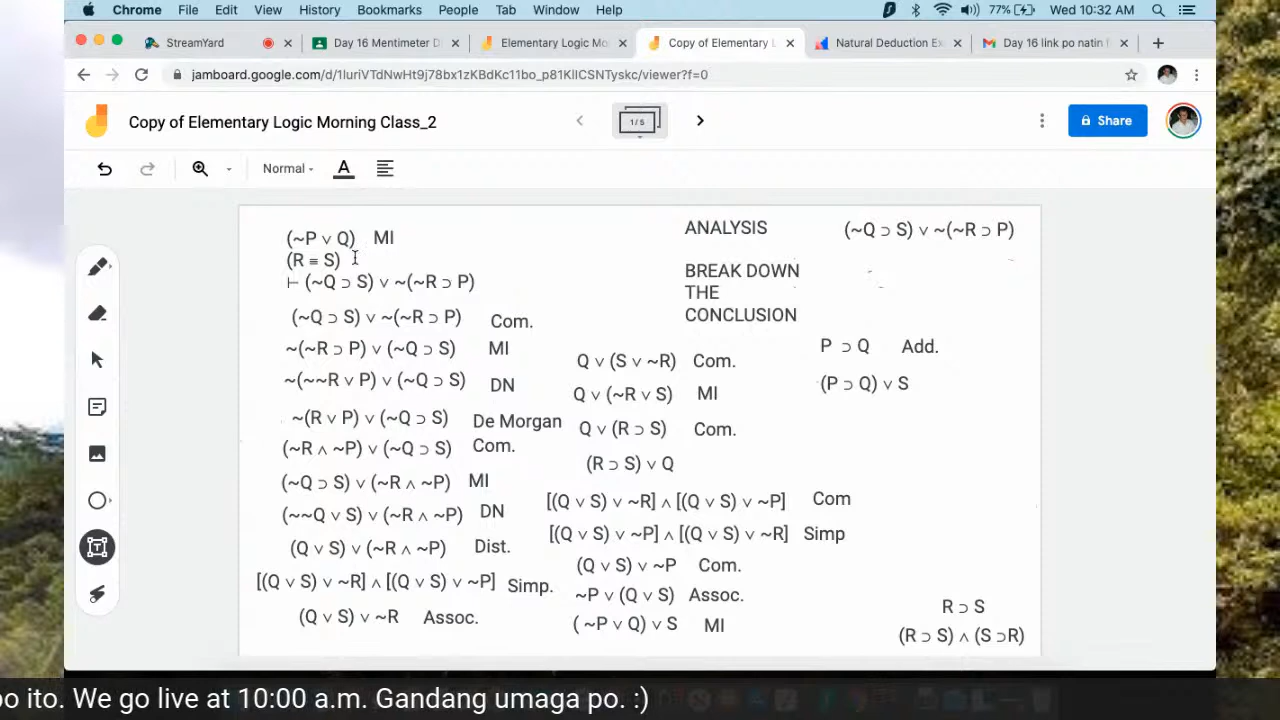 Chrome File Edit View History Bookmarks People Tab Window Help 77% Wed 10:32 AM
StreamYard
Day 16 Mentimeter D
Elementary Logic Mo
Copy of Elementary L
Natural Deduction Ex
Day 16 link po natin f
jamboard.google.com/d/1luriVTdNwHt9j78bx1zKBdKc11bo_p81KlICSNTyskc/viewer?f=0
Copy of Elementary Logic Morning Class_2
1/5
Share
Normal A
(~P ∨ Q) MI
(R ≡ S)
⊢ (~Q ⊃ S) ∨ ~(~R ⊃ P)
(~Q ⊃ S) ∨ ~(~R ⊃ P) Com.
~(~R ⊃ P) ∨ (~Q ⊃ S) MI
~(~~R ∨ P) ∨ (~Q ⊃ S) DN
~(R ∨ P) ∨ (~Q ⊃ S) De Morgan
(~R ∧ ~P) ∨ (~Q ⊃ S) Com.
(~Q ⊃ S) ∨ (~R ∧ ~P) MI
(~~Q ∨ S) ∨ (~R ∧ ~P) DN
(Q ∨ S) ∨ (~R ∧ ~P) Dist.
[(Q ∨ S) ∨ ~R] ∧ [(Q ∨ S) ∨ ~P] Simp.
(Q ∨ S) ∨ ~R Assoc.
Q ∨ (S ∨ ~R) Com.
Q ∨ (~R ∨ S) MI
Q ∨ (R ⊃ S) Com.
(R ⊃ S) ∨ Q
[(Q ∨ S) ∨ ~R] ∧ [(Q ∨ S) ∨ ~P] Com
[(Q ∨ S) ∨ ~P] ∧ [(Q ∨ S) ∨ ~R] Simp
(Q ∨ S) ∨ ~P Com.
~P ∨ (Q ∨ S) Assoc.
( ~P ∨ Q) ∨ S MI
ANALYSIS (~Q ⊃ S) ∨ ~(~R ⊃ P)
BREAK DOWN
THE
CONCLUSION
P ⊃ Q Add.
(P ⊃ Q) ∨ S
R ⊃ S
(R ⊃ S) ∧ (S ⊃R)
po ito. We go live at 10:00 a.m. Gandang umaga po. :)